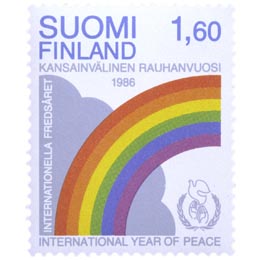 SUOMI 1,60
FINLAND
KANSAINVÄLINEN RAUHANVUOSI
1986
INTERNATIONELLA FREDSÅRET
INTERNATIONAL YEAR OF PEACE